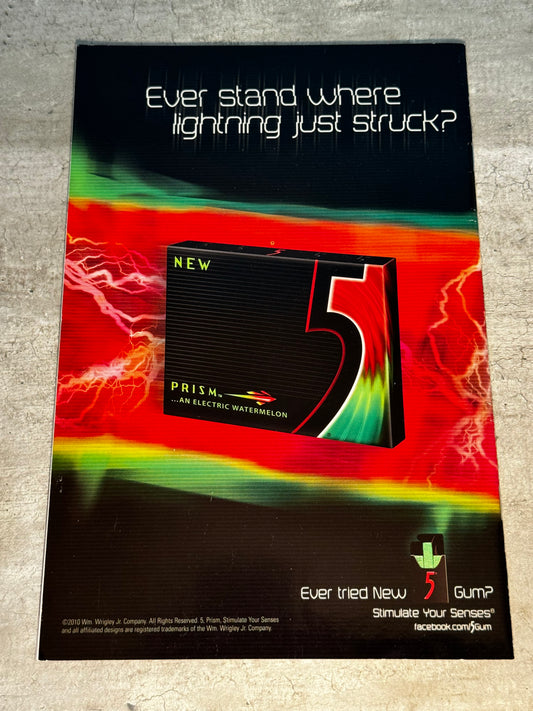 Ever stand where
lightning just struck?
NEW
5
PRISM™
...AN ELECTRIC WATERMELON
Ever tried New 5 Gum?
Stimulate Your Senses®
facebook.com/5Gum
©2010 Wm. Wrigley Jr. Company. All Rights Reserved. 5, Prism, Stimulate Your Senses
and all affiliated designs are registered trademarks of the Wm. Wrigley Jr. Company.